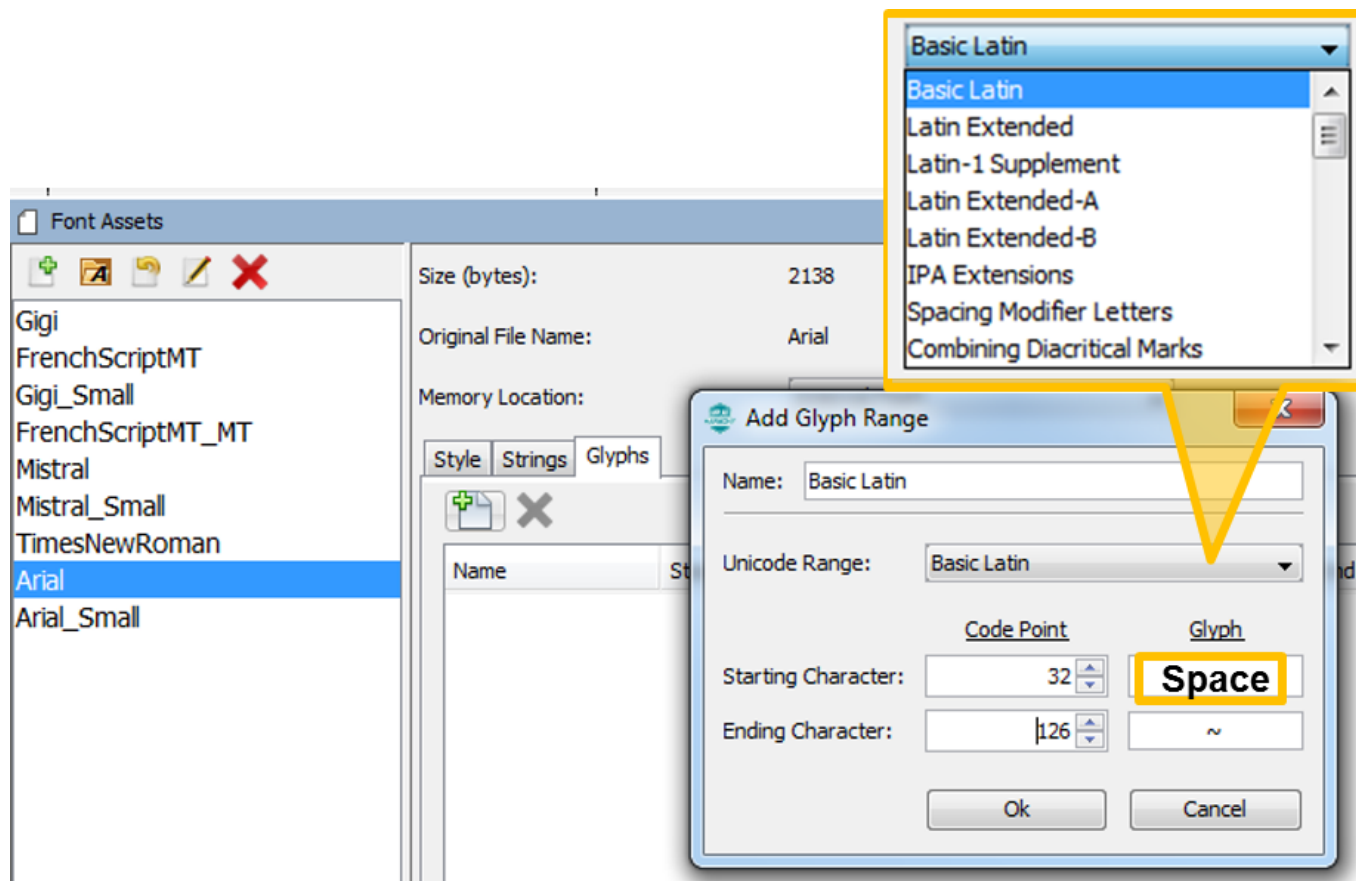 Basic Latin
Basic Latin
Latin Extended
Latin-1 Supplement
Latin Extended-A
Latin Extended-B
IPA Extensions
Spacing Modifier Letters
Combining Diacritical Marks
Font Assets
Gigi
FrenchScriptMT
Gigi_Small
FrenchScriptMT_MT
Mistral
Mistral_Small
TimesNewRoman
Arial
Arial_Small
Size (bytes): 2138
Original File Name: Arial
Memory Location:
Style Strings Glyphs
Name
Add Glyph Range
Name: Basic Latin
Unicode Range: Basic Latin
Code Point Glyph
Starting Character: 32 Space
Ending Character: 126 ~
Ok Cancel